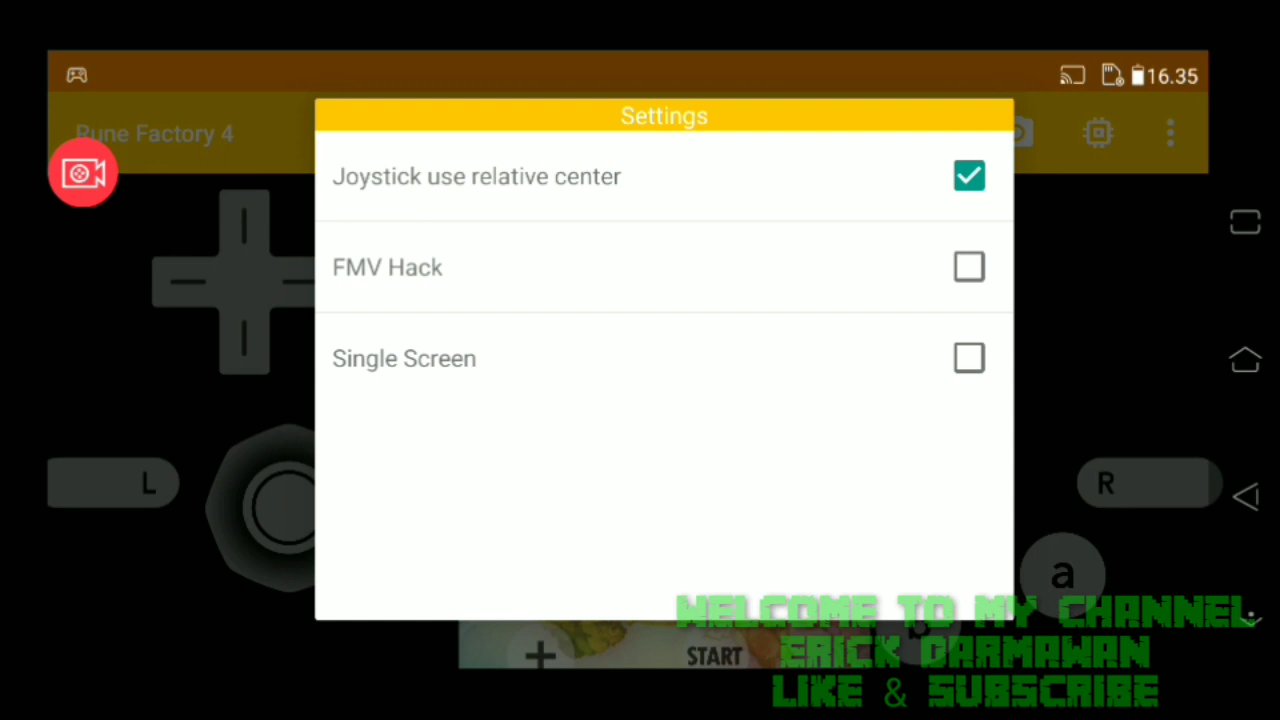 16.35
Settings
Rune Factory 4
Joystick use relative center
FMV Hack
Single Screen
L
R
a
b
START
WELCOME TO MY CHANNEL
ERICK DARMAWAN
LIKE & SUBSCRIBE